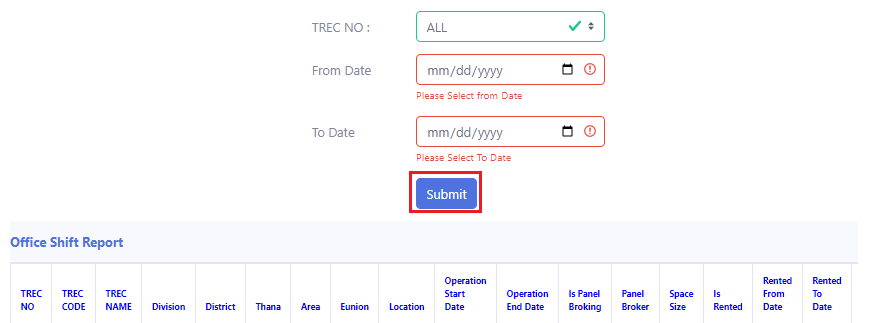 TREC NO : ALL
From Date mm/dd/yyyy
Please Select from Date
To Date mm/dd/yyyy
Please Select To Date
Submit
Office Shift Report
TREC NO TREC CODE TREC NAME Division District Thana Area Eunion Location Operation Start Date Operation End Date Is Panel Broking Panel Broker Space Size Is Rented Rented From Date Rented To Date